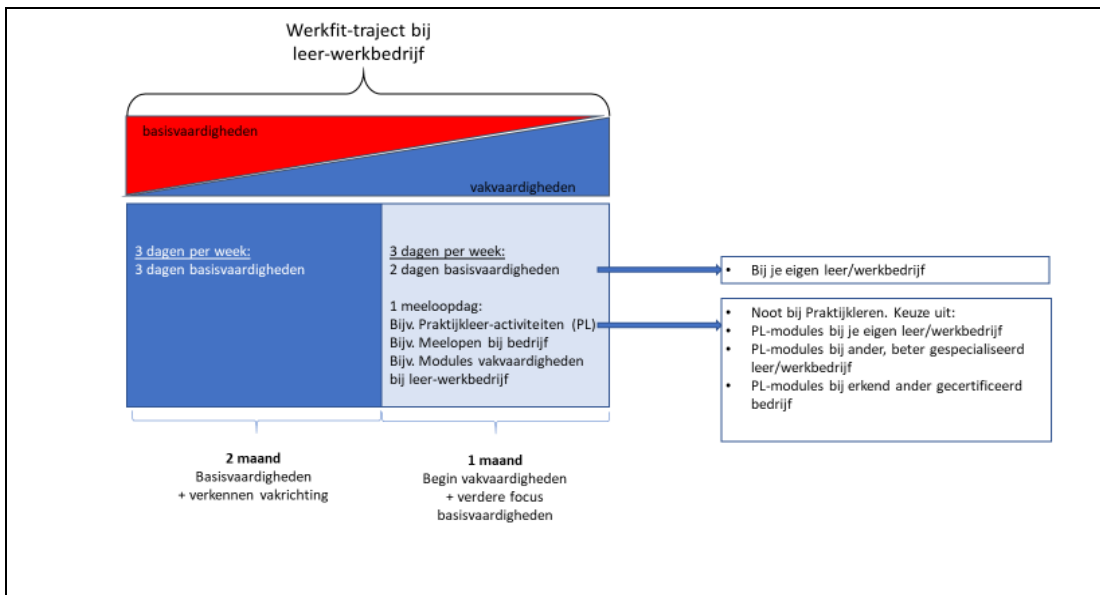 Werkfit-traject bij
leer-werkbedrijf
basisvaardigheden
vakvaardigheden
3 dagen per week:
3 dagen basisvaardigheden
3 dagen per week:
2 dagen basisvaardigheden
1 meeloopdag:
Bijv. Praktijkleer-activiteiten (PL)
Bijv. Meelopen bij bedrijf
Bijv. Modules vakvaardigheden
bij leer-werkbedrijf
• Bij je eigen leer/werkbedrijf
• Noot bij Praktijkleren. Keuze uit:
• PL-modules bij je eigen leer/werkbedrijf
• PL-modules bij ander, beter gespecialiseerd
leer/werkbedrijf
• PL-modules bij erkend ander gecertificeerd
bedrijf
2 maand
Basisvaardigheden
+ verkennen vakrichting
1 maand
Begin vakvaardigheden
+ verdere focus
basisvaardigheden